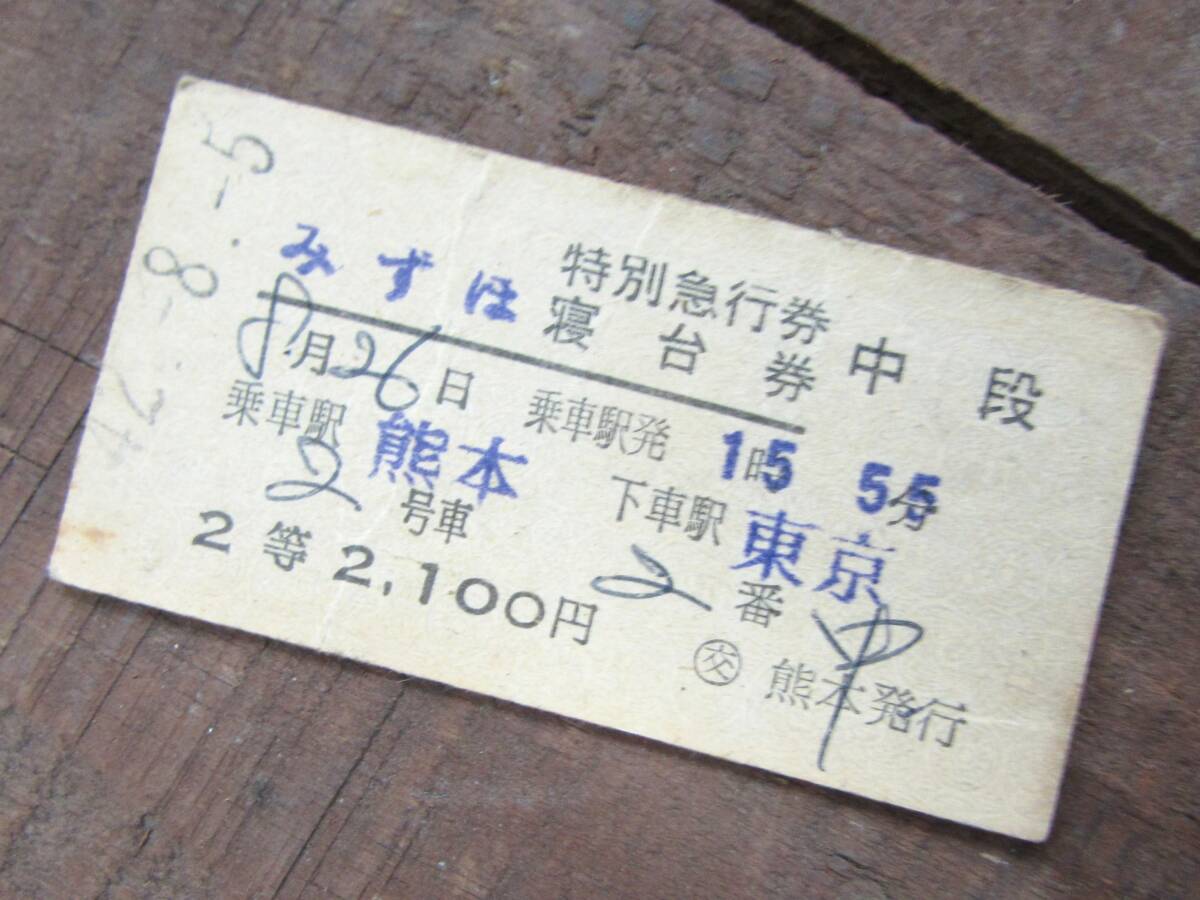 42.-8.-5
みずほ 特別急行券 寝台券 中段
8月26日 乗車駅発 15時55分
乗車駅 熊本 下車駅 東京
2号車 2番 中
2等 2,100円
交 熊本発行